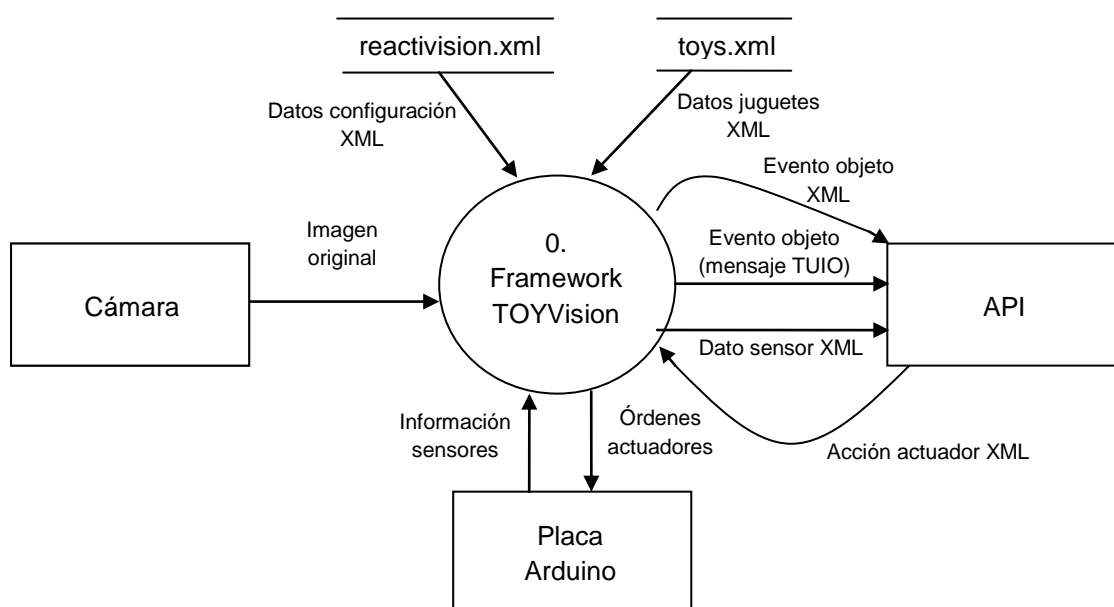 reactivision.xml
toys.xml
Datos configuración
XML
Datos juguetes
XML
Evento objeto
XML
Imagen
original
0.
Framework
TOYVision
Evento objeto
(mensaje TUIO)
Cámara
API
Dato sensor XML
Información
sensores
Órdenes
actuadores
Acción actuador XML
Placa
Arduino